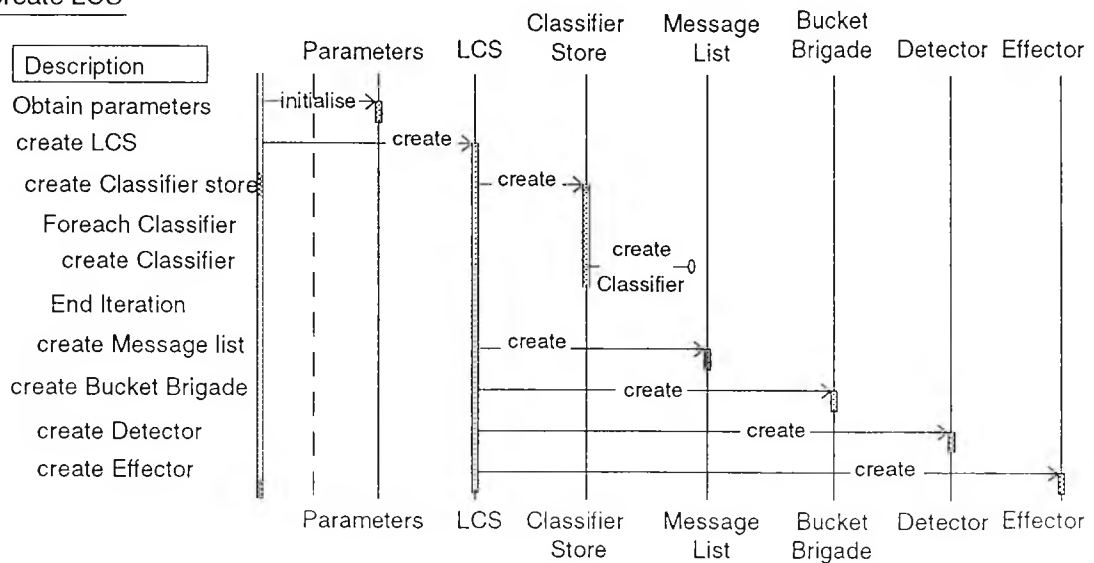 Create LCS
Classifier Message Bucket
Parameters LCS Store List Brigade Detector Effector
Description
Obtain parameters initialise
create LCS create
create Classifier store create
Foreach Classifier
create
create Classifier
Classifier
End Iteration
create Message list create
create Bucket Brigade create
create Detector create
create Effector create
Parameters LCS Classifier Message Bucket Detector Effector
Store List Brigade